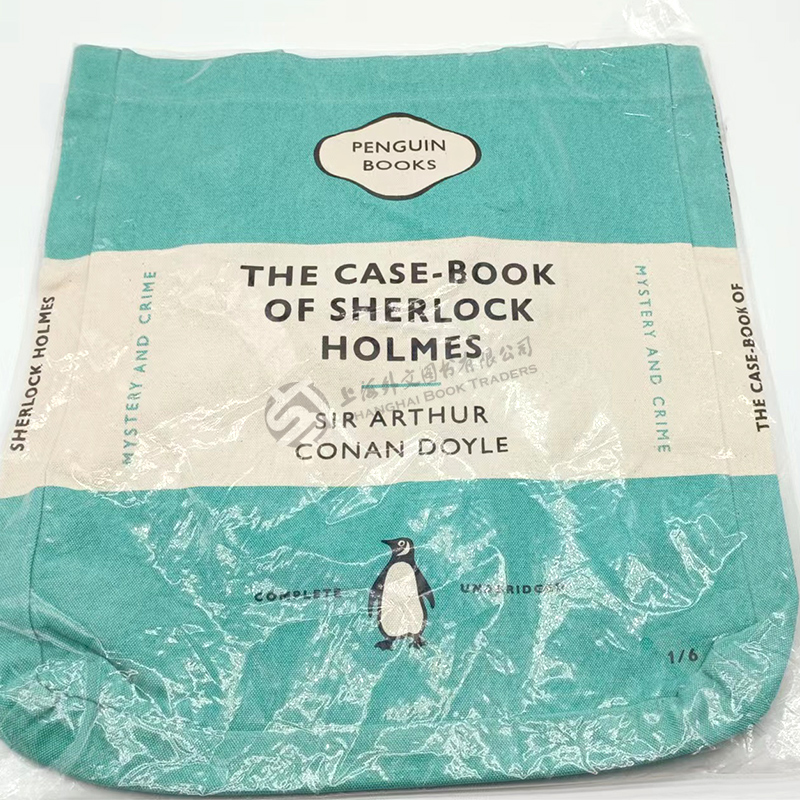 PENGUIN
BOOKS
THE CASE-BOOK
OF SHERLOCK
HOLMES
SIR ARTHUR
CONAN DOYLE
MYSTERY AND CRIME
MYSTERY AND CRIME
SHERLOCK HOLMES
THE CASE-BOOK OF
上海外文图书有限公司
SHANGHAI BOOK TRADERS
COMPLETE
UNABRIDGED
1/6